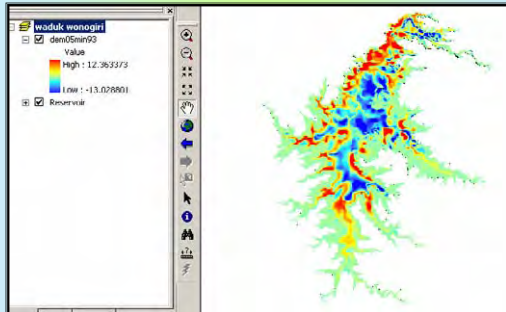 waduk wonogiri
dem05min93
Value
High : 12.363373
Low : -13.028801
Reservoir